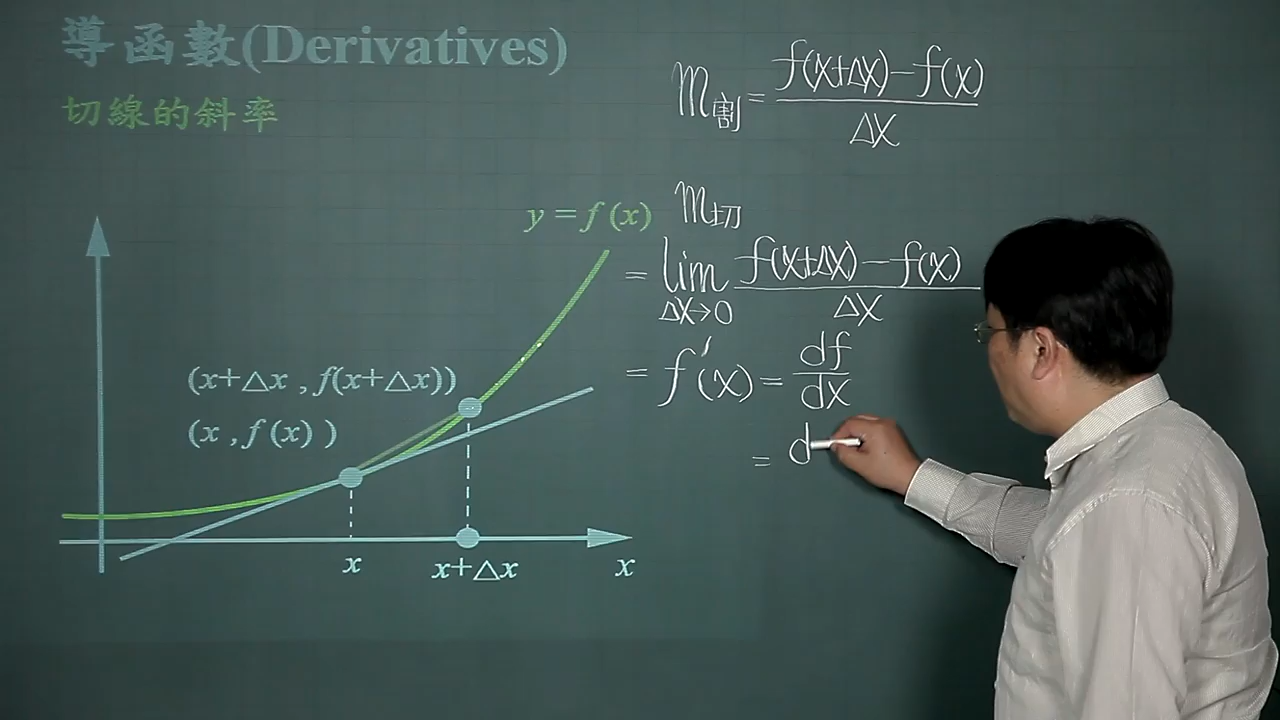 導函數(Derivatives)
切線的斜率
y = f (x)
(x+△x , f(x+△x))
(x , f (x) )
x
x+△x
x
m割 = f(x+Δx)−f(x) / Δx
m切
= lim Δx→0 f(x+Δx)−f(x) / Δx
= f′(x) = df / dx
= d